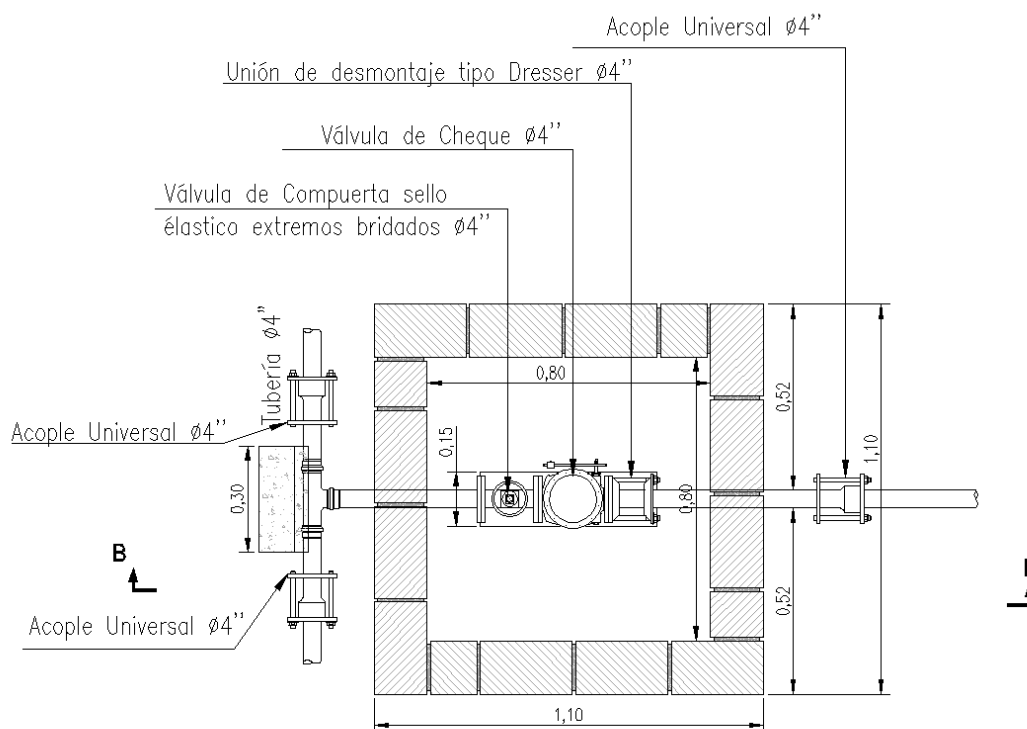 Acople Universal ø4’’
Unión de desmontaje tipo Dresser ø4’’
Válvula de Cheque ø4’’
Válvula de Compuerta sello
élastico extremos bridados ø4’’
Tubería ø4’’
0,80
0,52
1,10
Acople Universal ø4’’
0,15
0,30
0,80
B
0,52
Acople Universal ø4’’
1,10